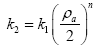 k₂ = k₁(ρₐ/2)ⁿ